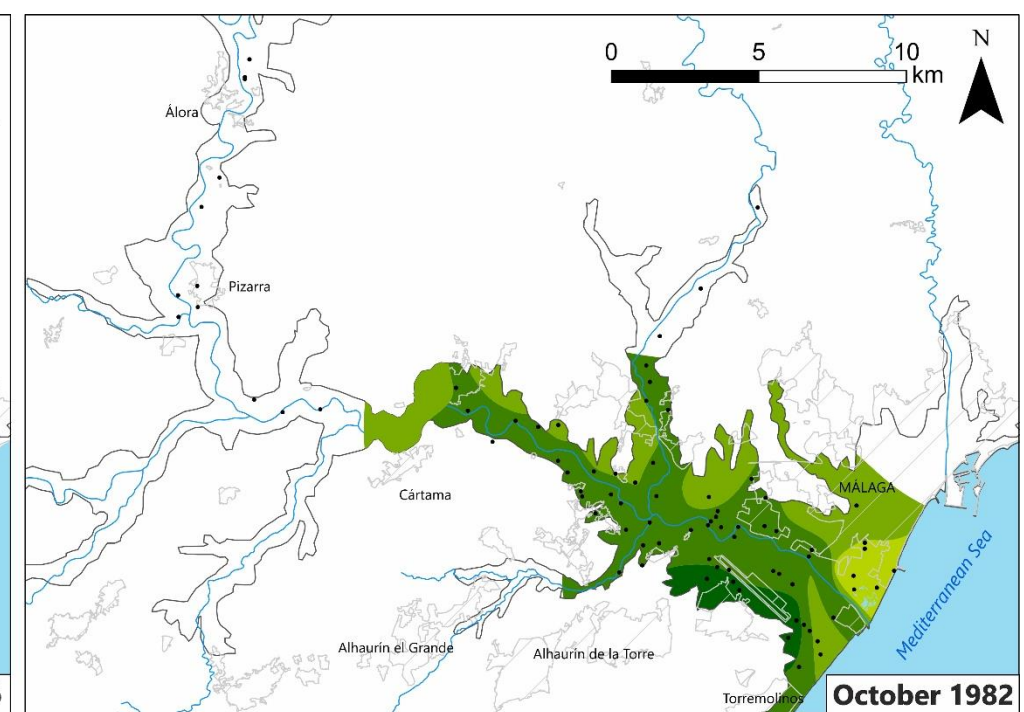 0 5 10
km
N
Álora
Pizarra
Cártama
MÁLAGA
Mediterranean Sea
Alhaurín el Grande
Alhaurín de la Torre
Torremolinos
October 1982